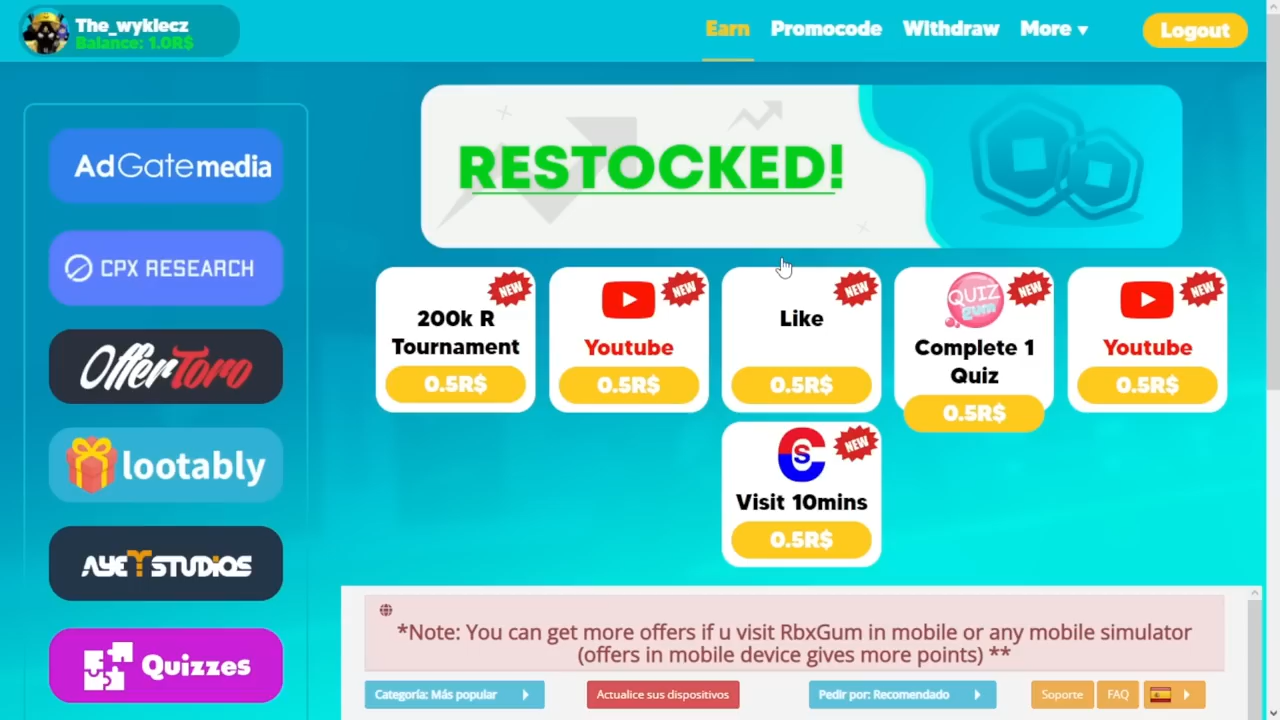 The_wyklecz
Balance: 1.0R$
Earn
Promocode
Withdraw
More ▾
Logout
AdGatemedia
CPX RESEARCH
OfferToro
lootably
AYET STUDIOS
Quizzes
RESTOCKED!
NEW
200k R
Tournament
0.5R$
NEW
Youtube
0.5R$
NEW
Like
0.5R$
QUIZ
gum
NEW
Complete 1
Quiz
0.5R$
NEW
Youtube
0.5R$
CS
NEW
Visit 10mins
0.5R$
*Note: You can get more offers if u visit RbxGum in mobile or any mobile simulator
(offers in mobile device gives more points) **
Categoría: Más popular
Actualice sus dispositivos
Pedir por: Recomendado
Soporte
FAQ